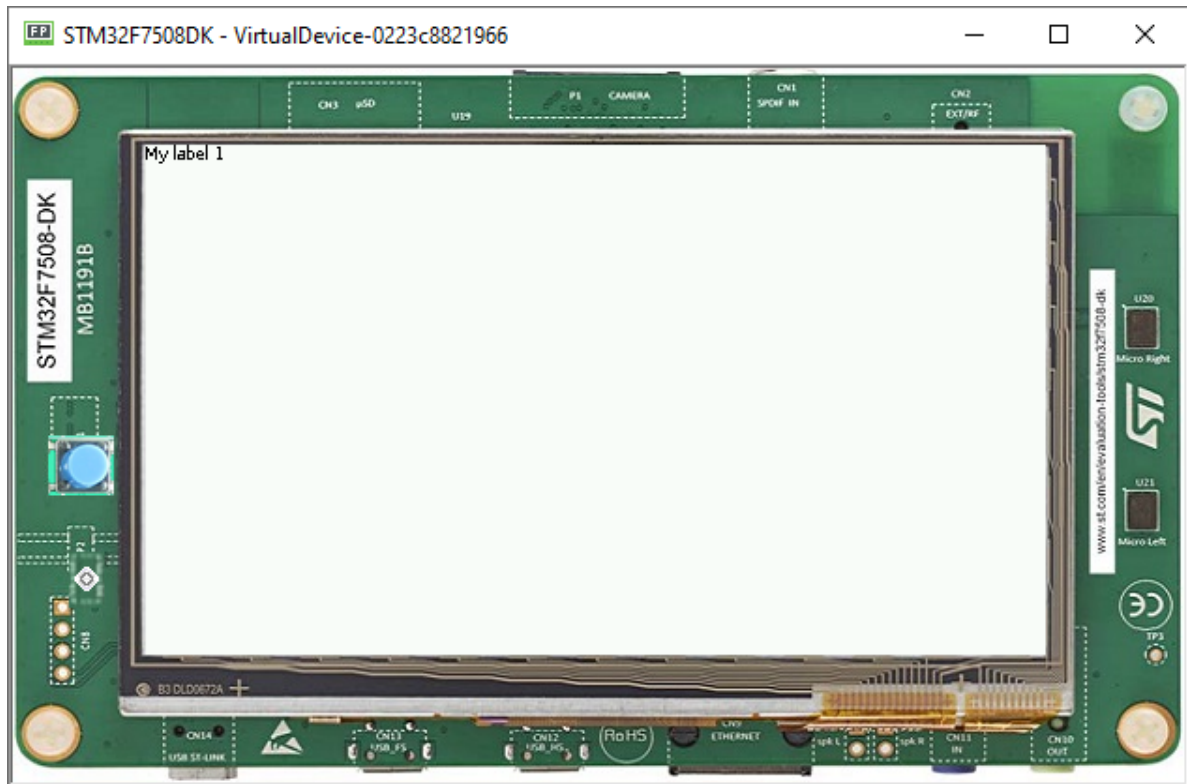 STM32F7508DK - VirtualDevice-0223c8821966
CN3 µSD
U19
P1 CAMERA
CN1
SPDIF IN
CN2
EXT/RF
My label 1
STM32F7508-DK
MB1191B
www.st.com/en/evaluation-tools/stm32f7508-dk
U20
Micro Right
U21
Micro Left
P2
CN8
TP3
B3 DLD0672A
CN14
USB ST-LINK
CN13
USB_FS
CN12
USB_HS
RoHS
CN9
ETHERNET
spk L
spk R
CN11
IN
CN10
OUT